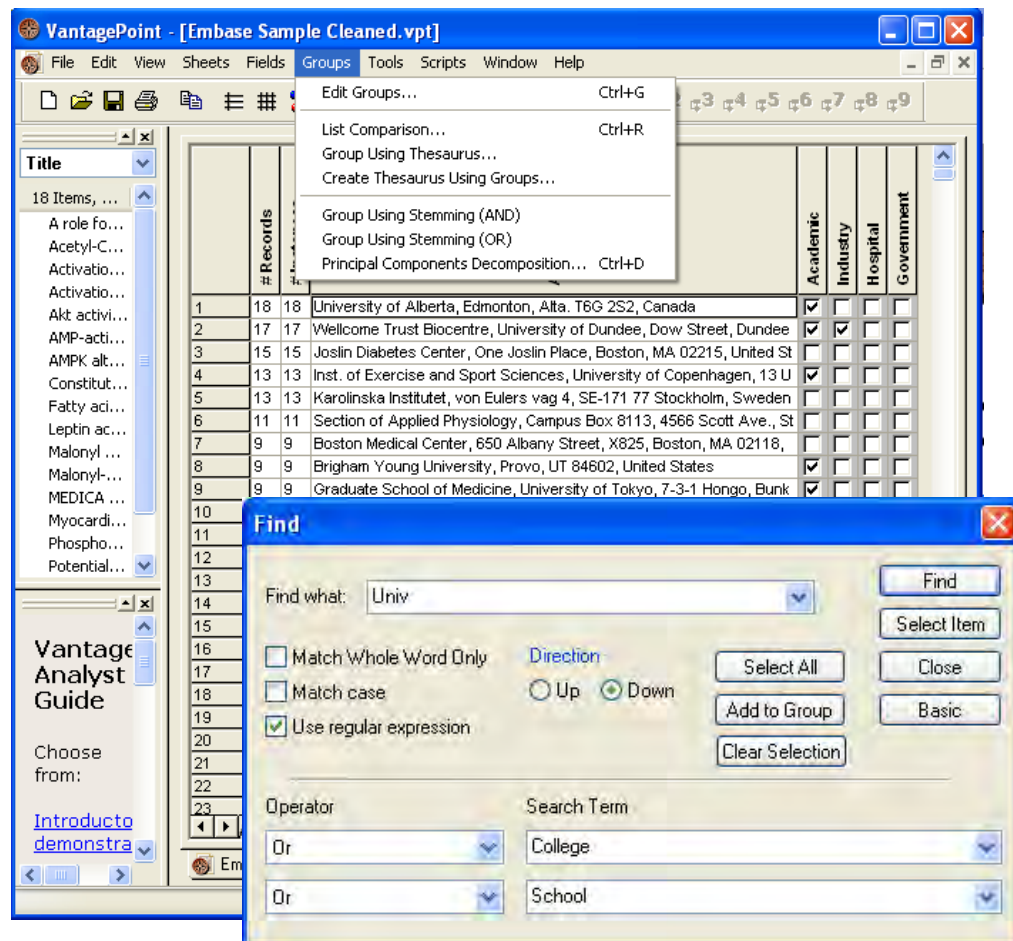 VantagePoint - [Embase Sample Cleaned.vpt]
File Edit View Sheets Fields Groups Tools Scripts Window Help
Edit Groups... Ctrl+G
List Comparison... Ctrl+R
Group Using Thesaurus...
Create Thesaurus Using Groups...
Group Using Stemming (AND)
Group Using Stemming (OR)
Principal Components Decomposition... Ctrl+D
3 4 5 6 7 8 9
Title
18 Items, ...
A role fo...
Acetyl-C...
Activatio...
Activatio...
Akt activi...
AMP-acti...
AMPK alt...
Constitut...
Fatty aci...
Leptin ac...
Malonyl ...
Malonyl-...
MEDICA ...
Myocardi...
Phospho...
Potential...
Vantage
Analyst
Guide
Choose
from:
Introducto
demonstra
# Records
Academic
Industry
Hospital
Government
1 18 18 University of Alberta, Edmonton, Alta. T6G 2S2, Canada
2 17 17 Wellcome Trust Biocentre, University of Dundee, Dow Street, Dundee
3 15 15 Joslin Diabetes Center, One Joslin Place, Boston, MA 02215, United St
4 13 13 Inst. of Exercise and Sport Sciences, University of Copenhagen, 13 U
5 13 13 Karolinska Institutet, von Eulers vag 4, SE-171 77 Stockholm, Sweden
6 11 11 Section of Applied Physiology, Campus Box 8113, 4566 Scott Ave., St
7 9 9 Boston Medical Center, 650 Albany Street, X825, Boston, MA 02118,
8 9 9 Brigham Young University, Provo, UT 84602, United States
9 9 9 Graduate School of Medicine, University of Tokyo, 7-3-1 Hongo, Bunk
10
11
12
13
14
15
16
17
18
19
20
21
22
23
Em
Find
Find what: Univ
Find
Select Item
Match Whole Word Only
Direction
Select All
Close
Match case
Up Down
Add to Group
Basic
Use regular expression
Clear Selection
Operator Search Term
Or College
Or School